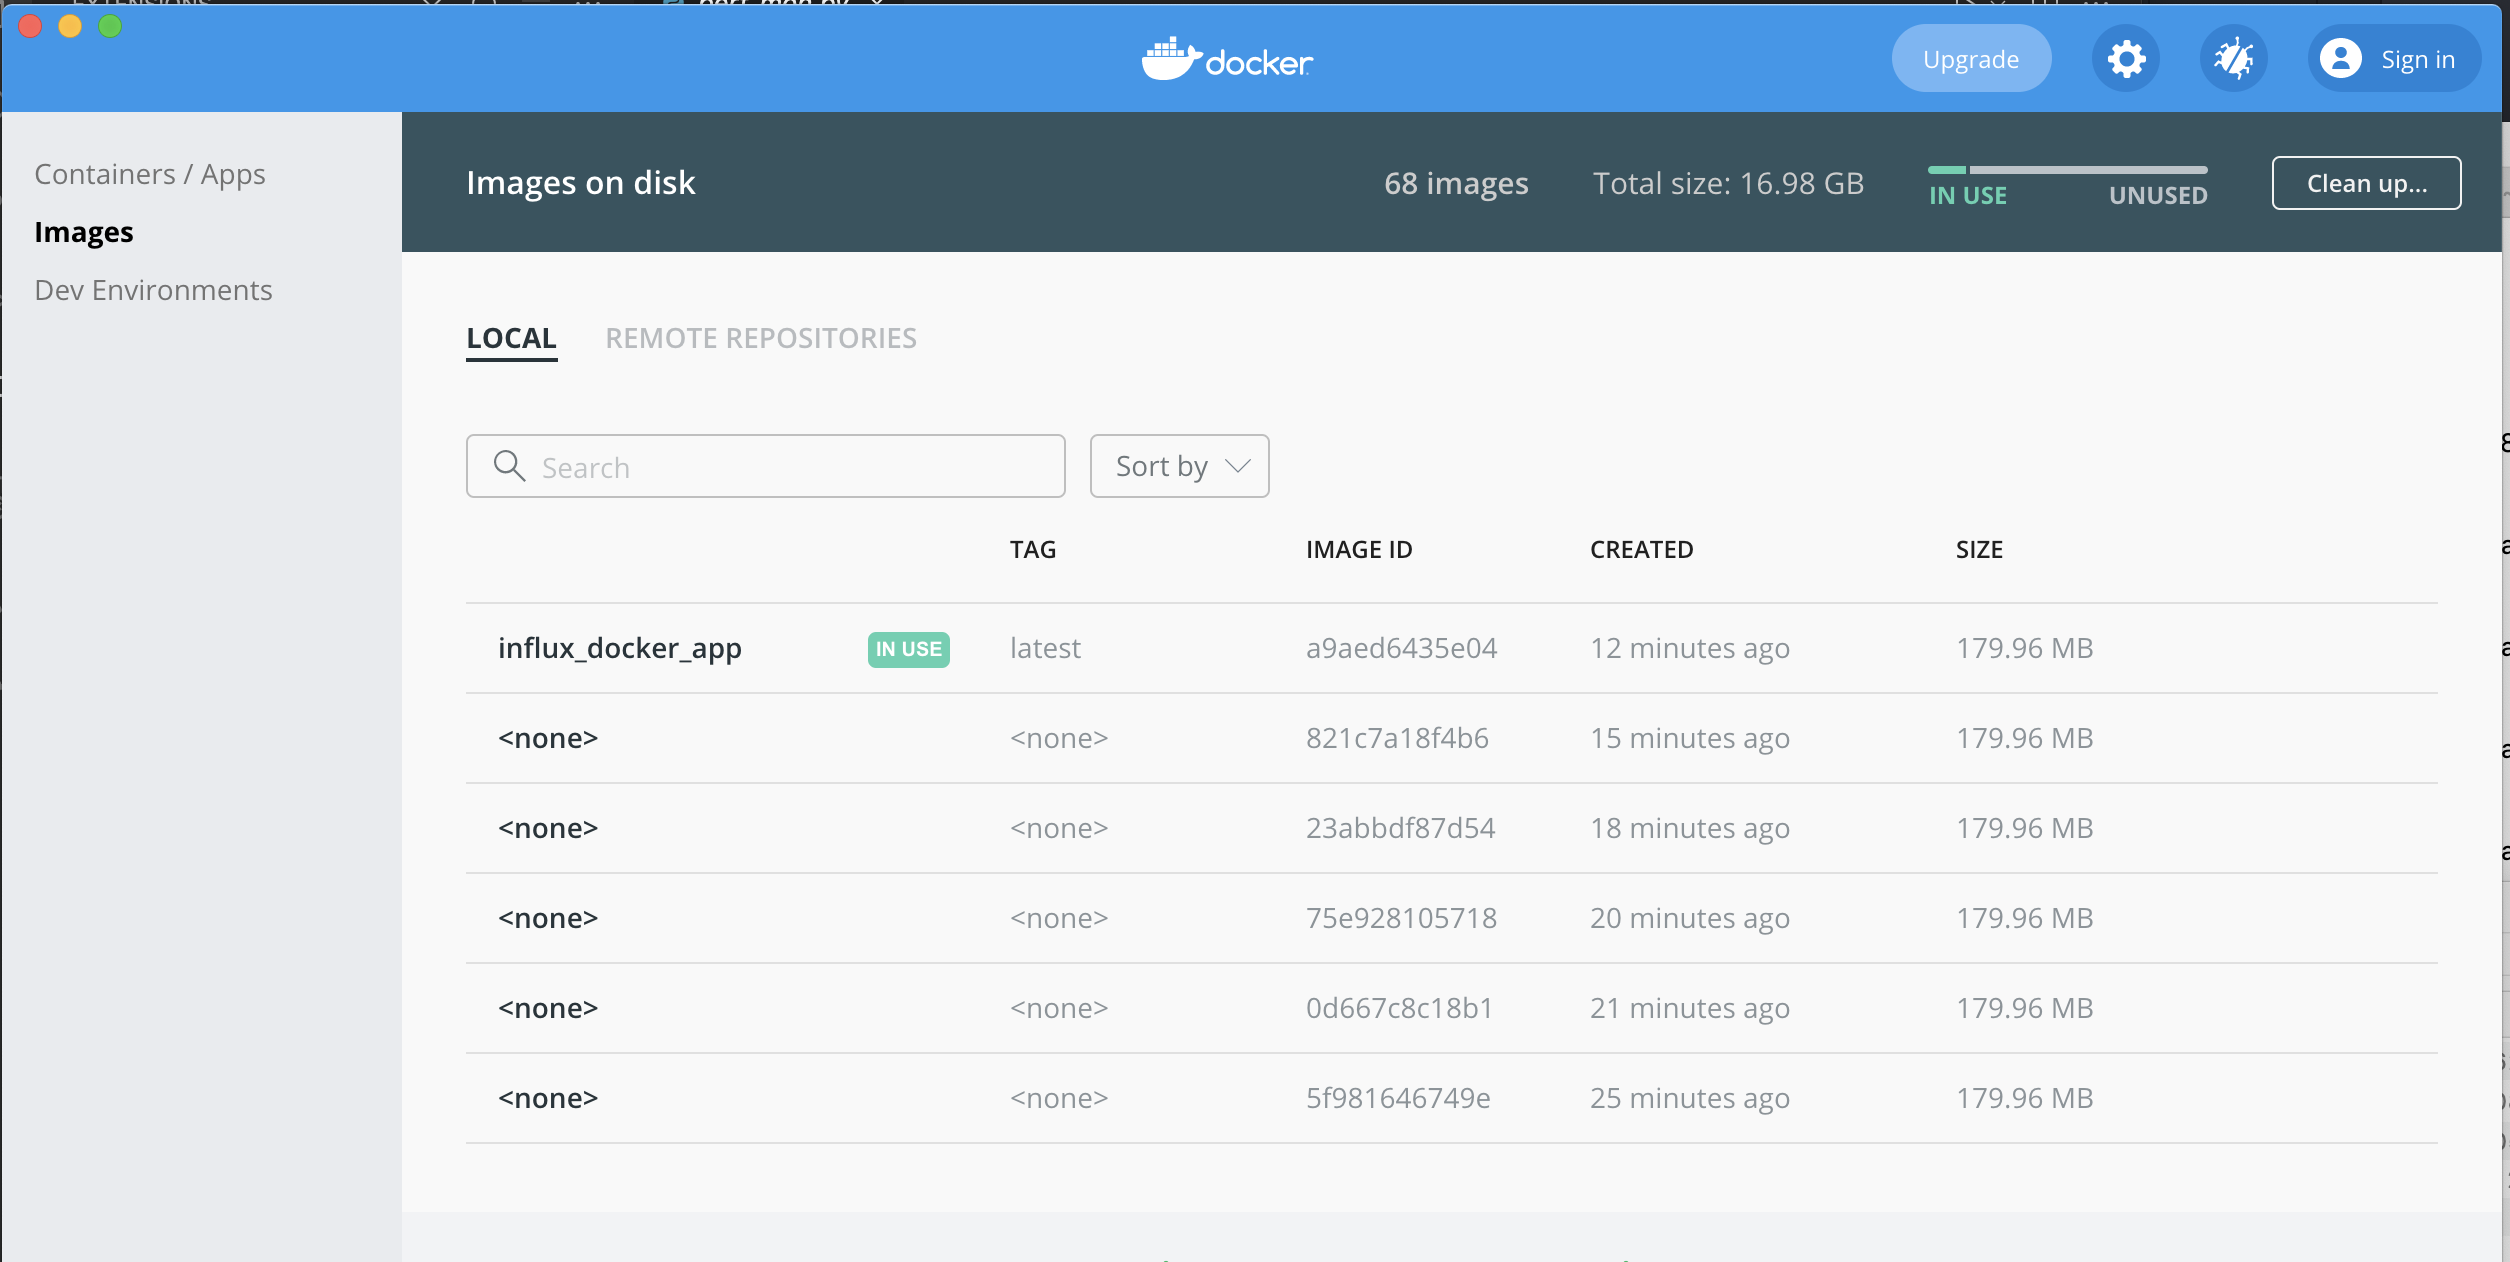 docker
Upgrade
Sign in
Containers / Apps
Images
Dev Environments
Images on disk
68 images
Total size: 16.98 GB
IN USE
UNUSED
Clean up...
LOCAL
REMOTE REPOSITORIES
Search
Sort by
TAG IMAGE ID CREATED SIZE
influx_docker_app IN USE latest a9aed6435e04 12 minutes ago 179.96 MB
<none> <none> 821c7a18f4b6 15 minutes ago 179.96 MB
<none> <none> 23abbdf87d54 18 minutes ago 179.96 MB
<none> <none> 75e928105718 20 minutes ago 179.96 MB
<none> <none> 0d667c8c18b1 21 minutes ago 179.96 MB
<none> <none> 5f981646749e 25 minutes ago 179.96 MB